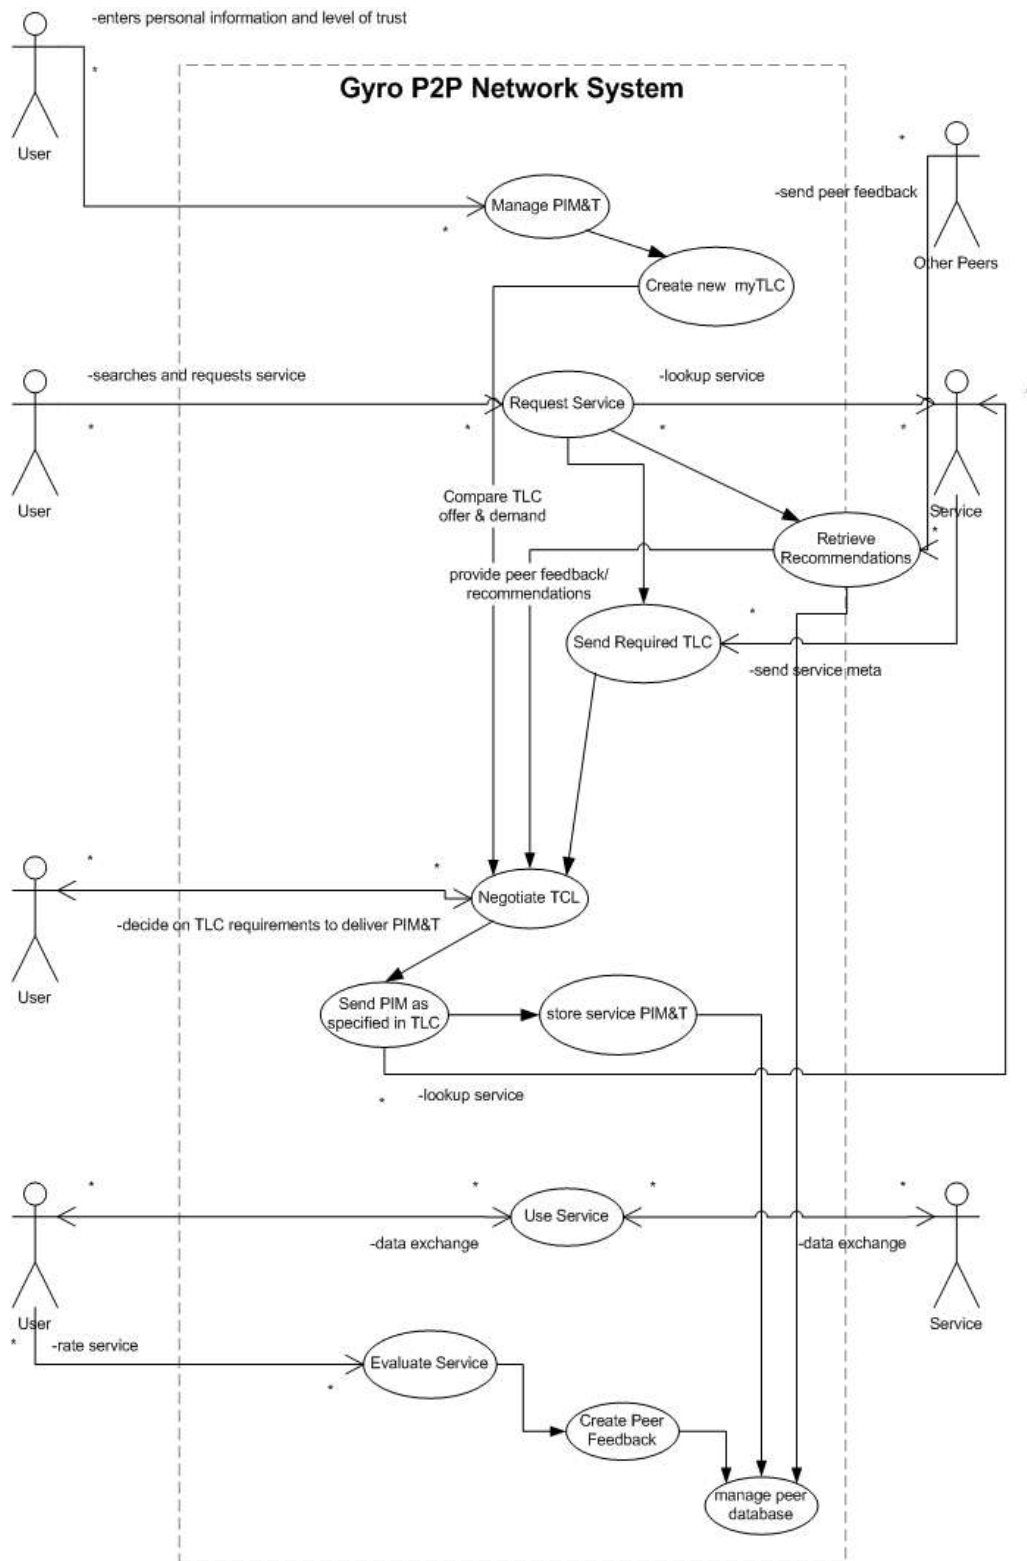 -enters personal information and level of trust
*
Gyro P2P Network System
User
*
-send peer feedback
Manage PIM&T
*
Other Peers
Create new myTLC
-searches and requests service
-lookup service
Request Service
*
*
*
*
User
Service
Compare TLC
offer & demand
*
*
Retrieve
Recommendations
provide peer feedback/
recommendations
*
Send Required TLC
-send service meta
*
*
Negotiate TCL
-decide on TLC requirements to deliver PIM&T
User
Send PIM as
specified in TLC
store service PIM&T
*
-lookup service
*
*
*
*
Use Service
-data exchange
-data exchange
User
Service
*
-rate service
Evaluate Service
*
Create Peer
Feedback
manage peer
database